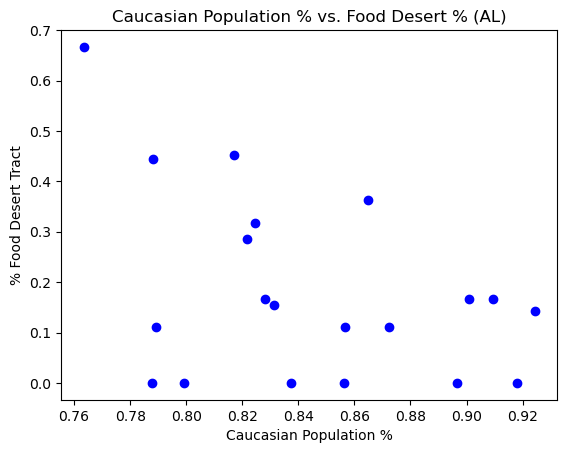 Caucasian Population % vs. Food Desert % (AL)
0.7
0.6
0.5
0.4
0.3
0.2
0.1
0.0
% Food Desert Tract
0.76 0.78 0.80 0.82 0.84 0.86 0.88 0.90 0.92
Caucasian Population %